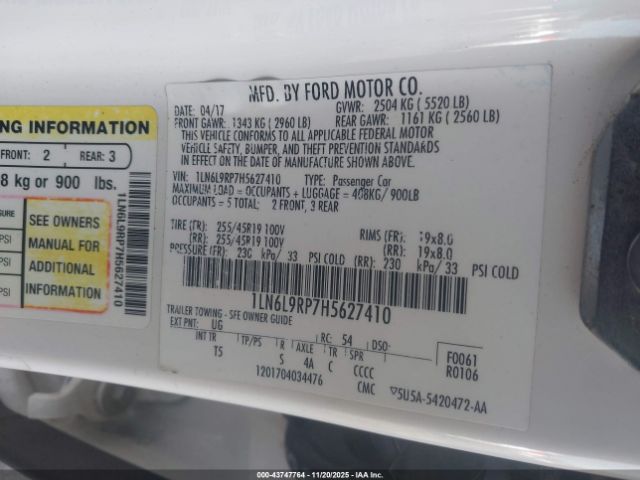 NG INFORMATION
FRONT: 2 REAR: 3
8 kg or 900 lbs.
SEE OWNERS
MANUAL FOR
ADDITIONAL
INFORMATION
PSI
PSI
PSI
1LN6L9RP7H5627410
MFD. BY FORD MOTOR CO.
DATE: 04/17 GVWR: 2504 KG ( 5520 LB)
FRONT GAWR: 1343 KG ( 2960 LB) REAR GAWR: 1161 KG ( 2560 LB)
THIS VEHICLE CONFORMS TO ALL APPLICABLE FEDERAL MOTOR
VEHICLE SAFETY, BUMPER, AND THEFT PREVENTION STANDARDS
IN EFFECT ON THE DATE OF MANUFACTURE SHOWN ABOVE.
VIN: 1LN6L9RP7H5627410 TYPE: Passenger Car
MAXIMUM LOAD = OCCUPANTS + LUGGAGE = 408KG/ 900LB
OCCUPANTS = 5 TOTAL: 2 FRONT, 3 REAR
TIRE (FR): 255/45R19 100V RIMS (FR): 19x8.0
(RR): 255/45R19 100V (RR): 19x8.0
PRESSURE (FR): 230 kPa/ 33 PSI COLD (RR): 230 kPa/ 33 PSI COLD
1LN6L9RP7H5627410
TRAILER TOWING - SEE OWNER GUIDE
EXT PNT: UG RC: 54 DSO:
INT TR TP/PS R AXLE TR SPR
T5 S 4A C CCCC
1201704034476 CMC
F0061
R0106
5U5A-5420472-AA
000-43747764 - 11/20/2025 - IAAI.COM